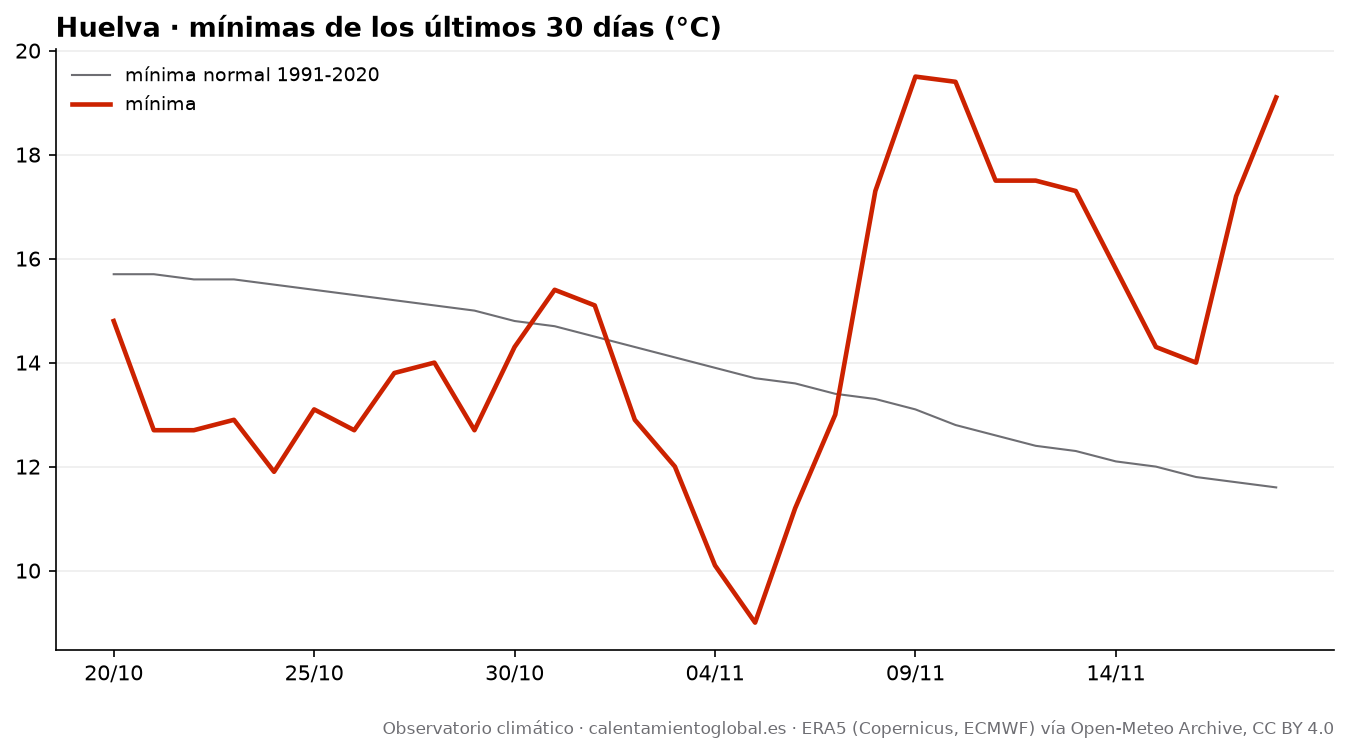 Huelva · mínimas de los últimos 30 días (°C)
20
mínima normal 1991-2020
mínima
18
16
14
12
10
20/10 25/10 30/10 04/11 09/11 14/11
Observatorio climático · calentamientoglobal.es · ERA5 (Copernicus, ECMWF) vía Open-Meteo Archive, CC BY 4.0